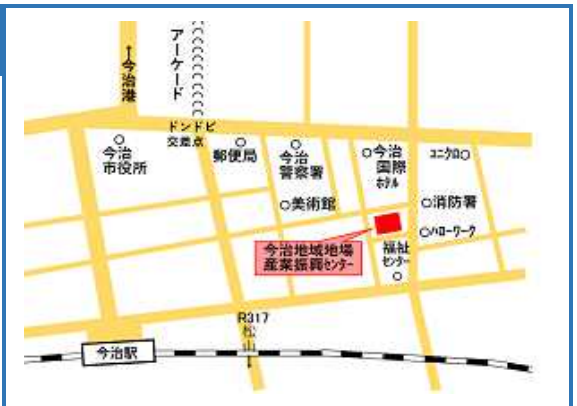 ↑今治港
アーケード
ドンドビ
交差点
今治
市役所
郵便局
今治
警察署
今治
国際
ホテル
ユニクロ
美術館
消防署
ハローワーク
今治地域地場
産業振興センター
福祉
センター
R317
松山
↓
今治駅